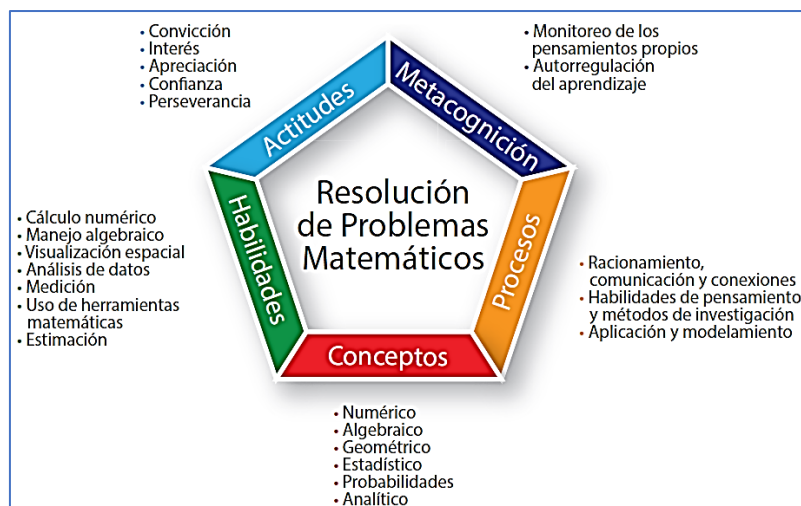 • Convicción
• Interés
• Apreciación
• Confianza
• Perseverancia
Actitudes
Metacognición
• Monitoreo de los
pensamientos propios
• Autorregulación
del aprendizaje
Resolución
de Problemas
Matemáticos
Habilidades
• Cálculo numérico
• Manejo algebraico
• Visualización espacial
• Análisis de datos
• Medición
• Uso de herramientas
matemáticas
• Estimación
Procesos
• Racionamiento,
comunicación y conexiones
• Habilidades de pensamiento
y métodos de investigación
• Aplicación y modelamiento
Conceptos
• Numérico
• Algebraico
• Geométrico
• Estadístico
• Probabilidades
• Analítico